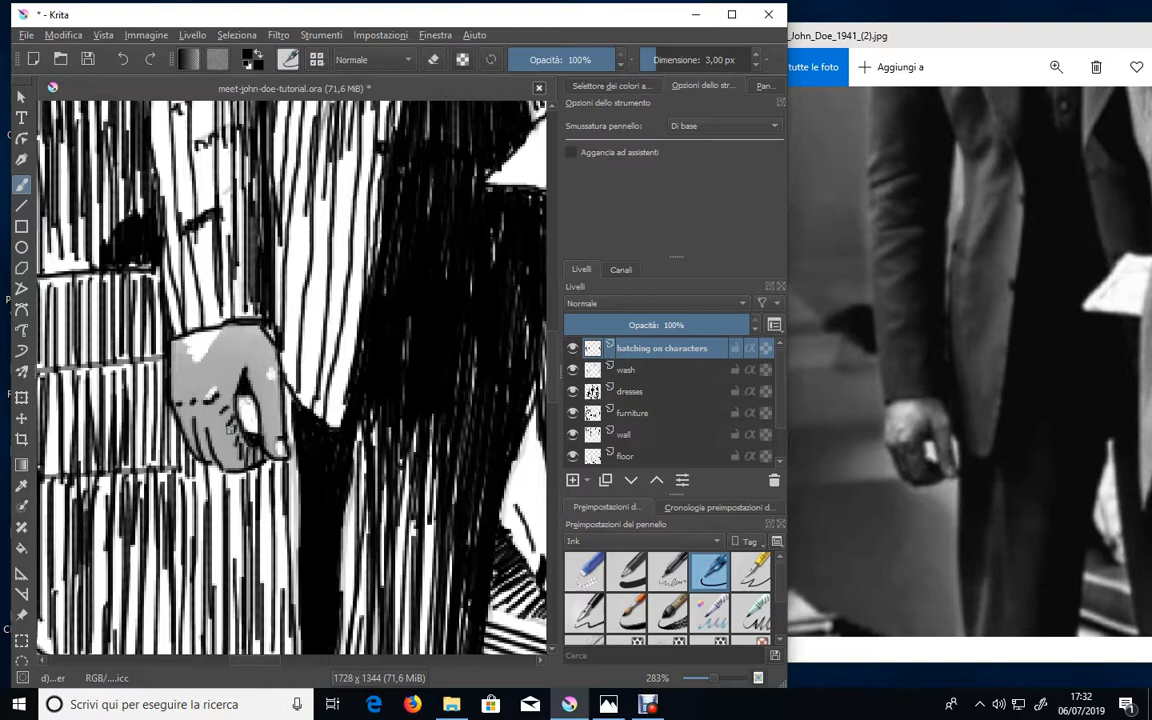 * - Krita
File Modifica Vista Immagine Livello Seleziona Filtro Strumenti Impostazioni Finestra Aiuto
Normale Opacità: 100% Dimensione: 3,00 px
meet-john-doe-tutorial.ora (71,6 MB) *
Selettore dei colori a... Opzioni dello str... Pan...
Opzioni dello strumento
Smussatura pennello: Di base
Aggancia ad assistenti
Livelli Canali
Livelli
Normale
Opacità: 100%
hatching on characters
wash
dresses
furniture
wall
floor
Preimpostazioni d... Cronologia preimpostazioni d...
Preimpostazioni del pennello
Ink Tag
Cerca
d)...er RGB/....icc 1728 x 1344 (71,6 MiB) 283%
_John_Doe_1941_(2).jpg
tutte le foto Aggiungi a
Scrivi qui per eseguire la ricerca
17:32
06/07/2019
1